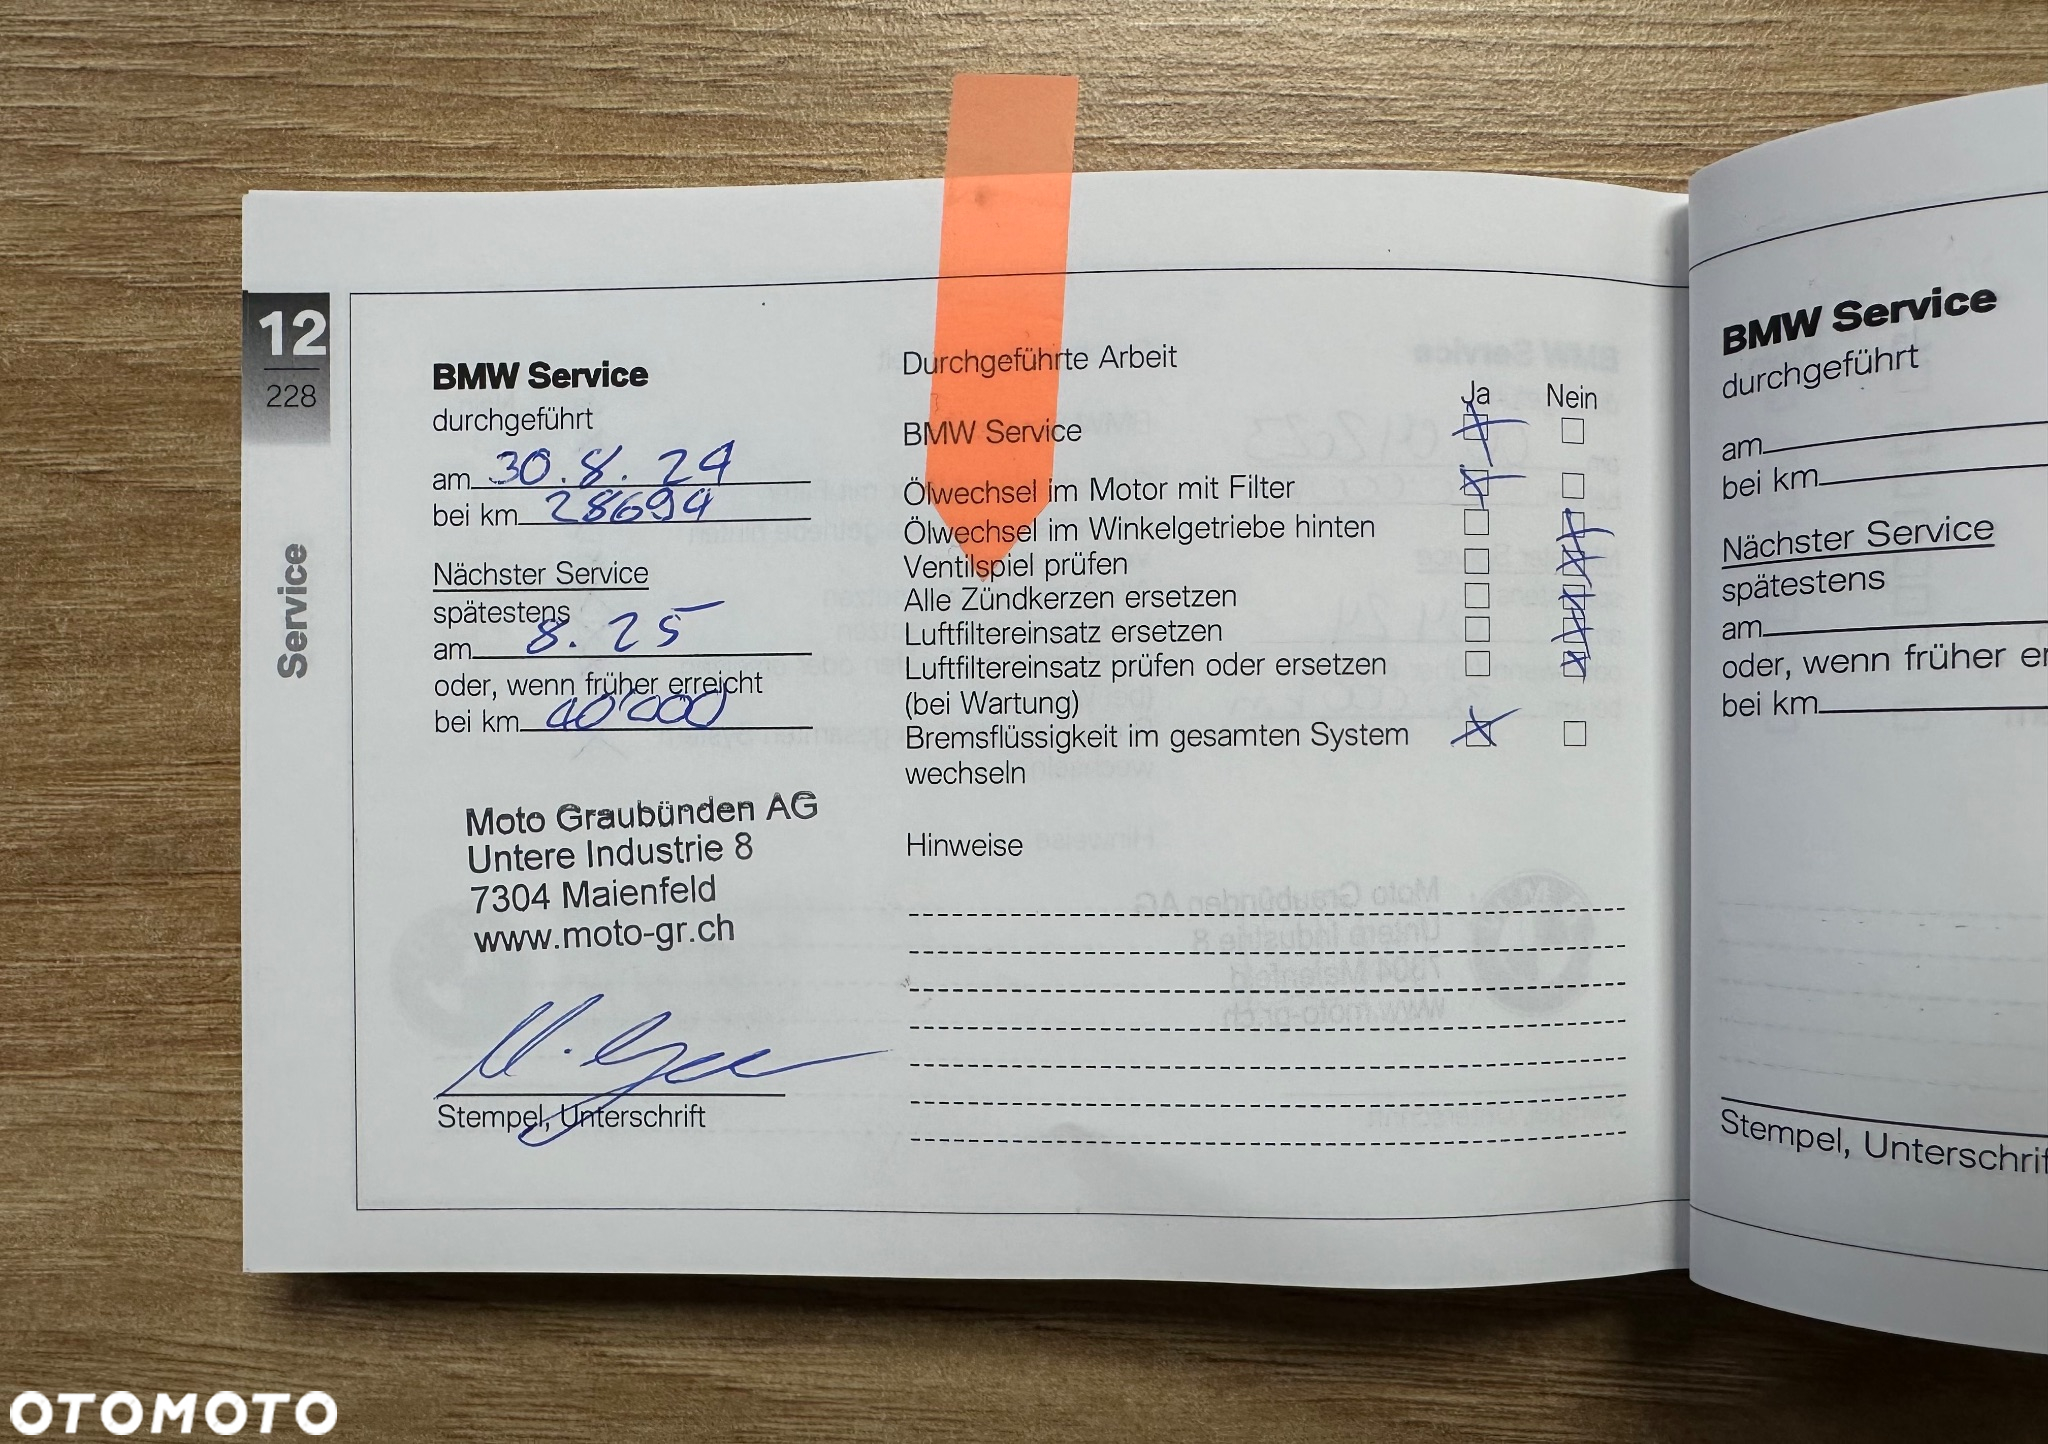 12
228
Service
BMW Service
durchgeführt
am 30.8.24
bei km 28694
Nächster Service
spätestens
am 8.25
oder, wenn früher erreicht
bei km 40'000
Moto Graubünden AG
Untere Industrie 8
7304 Maienfeld
www.moto-gr.ch
Stempel, Unterschrift
Durchgeführte Arbeit
Ja Nein
BMW Service
Ölwechsel im Motor mit Filter
Ölwechsel im Winkelgetriebe hinten
Ventilspiel prüfen
Alle Zündkerzen ersetzen
Luftfiltereinsatz ersetzen
Luftfiltereinsatz prüfen oder ersetzen
(bei Wartung)
Bremsflüssigkeit im gesamten System
wechseln
Hinweise
BMW Service
durchgeführt
am
bei km
Nächster Service
spätestens
am
oder, wenn früher
bei km
Stempel, Unterschrif
OTOMOTO